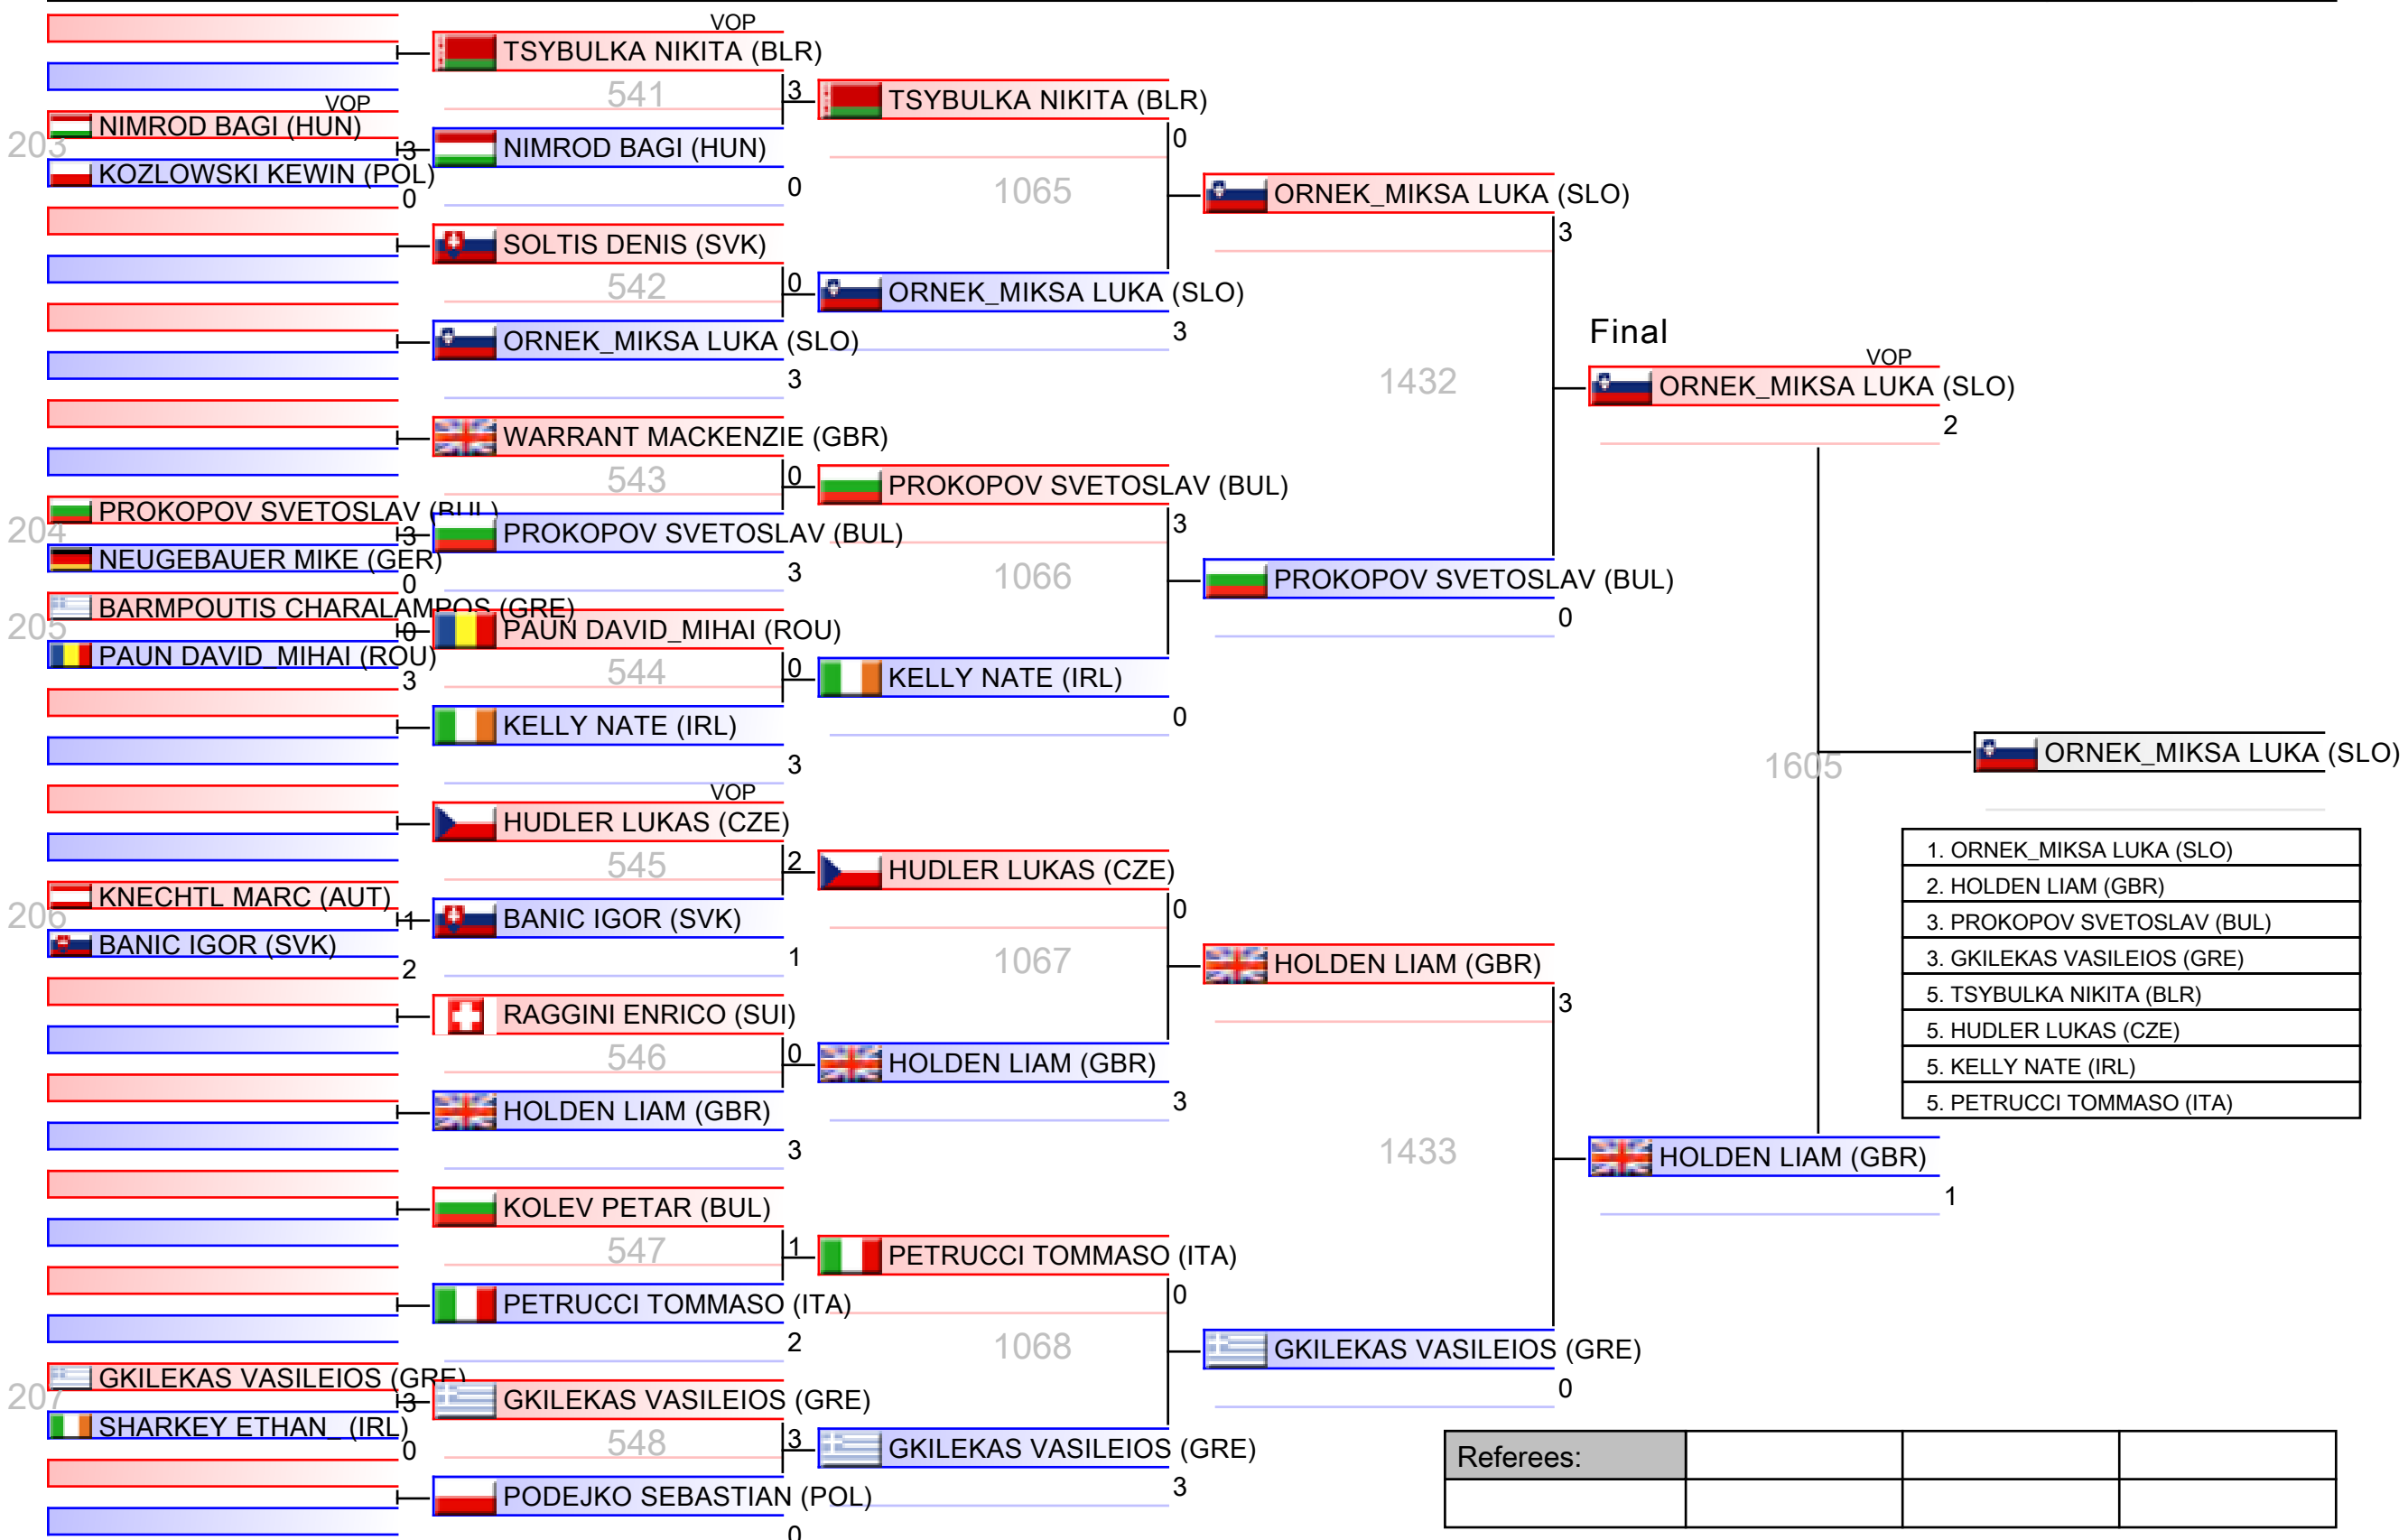 VOP
NIMROD BAGI (HUN)
203
3
KOZLOWSKI KEWIN (POL)
0
PROKOPOV SVETOSLAV (BUL)
204
3
NEUGEBAUER MIKE (GER)
0
BARMPOUTIS CHARALAMPOS (GRE)
205
0
PAUN DAVID_MIHAI (ROU)
3
KNECHTL MARC (AUT)
206
1
BANIC IGOR (SVK)
2
GKILEKAS VASILEIOS (GRE)
207
3
SHARKEY ETHAN_ (IRL)
0
VOP
TSYBULKA NIKITA (BLR)
541
3
NIMROD BAGI (HUN)
0
SOLTIS DENIS (SVK)
542
0
ORNEK_MIKSA LUKA (SLO)
3
WARRANT MACKENZIE (GBR)
543
0
PROKOPOV SVETOSLAV (BUL)
3
PAUN DAVID_MIHAI (ROU)
544
0
KELLY NATE (IRL)
3
VOP
HUDLER LUKAS (CZE)
545
2
BANIC IGOR (SVK)
1
RAGGINI ENRICO (SUI)
546
0
HOLDEN LIAM (GBR)
3
KOLEV PETAR (BUL)
547
1
PETRUCCI TOMMASO (ITA)
2
GKILEKAS VASILEIOS (GRE)
548
3
PODEJKO SEBASTIAN (POL)
0
TSYBULKA NIKITA (BLR)
0
1065
ORNEK_MIKSA LUKA (SLO)
3
PROKOPOV SVETOSLAV (BUL)
3
1066
KELLY NATE (IRL)
0
HUDLER LUKAS (CZE)
0
1067
HOLDEN LIAM (GBR)
3
PETRUCCI TOMMASO (ITA)
0
1068
GKILEKAS VASILEIOS (GRE)
3
ORNEK_MIKSA LUKA (SLO)
3
1432
PROKOPOV SVETOSLAV (BUL)
0
HOLDEN LIAM (GBR)
3
1433
GKILEKAS VASILEIOS (GRE)
0
Final
VOP
ORNEK_MIKSA LUKA (SLO)
2
1605
HOLDEN LIAM (GBR)
1
ORNEK_MIKSA LUKA (SLO)
1. ORNEK_MIKSA LUKA (SLO)
2. HOLDEN LIAM (GBR)
3. PROKOPOV SVETOSLAV (BUL)
3. GKILEKAS VASILEIOS (GRE)
5. TSYBULKA NIKITA (BLR)
5. HUDLER LUKAS (CZE)
5. KELLY NATE (IRL)
5. PETRUCCI TOMMASO (ITA)
Referees: